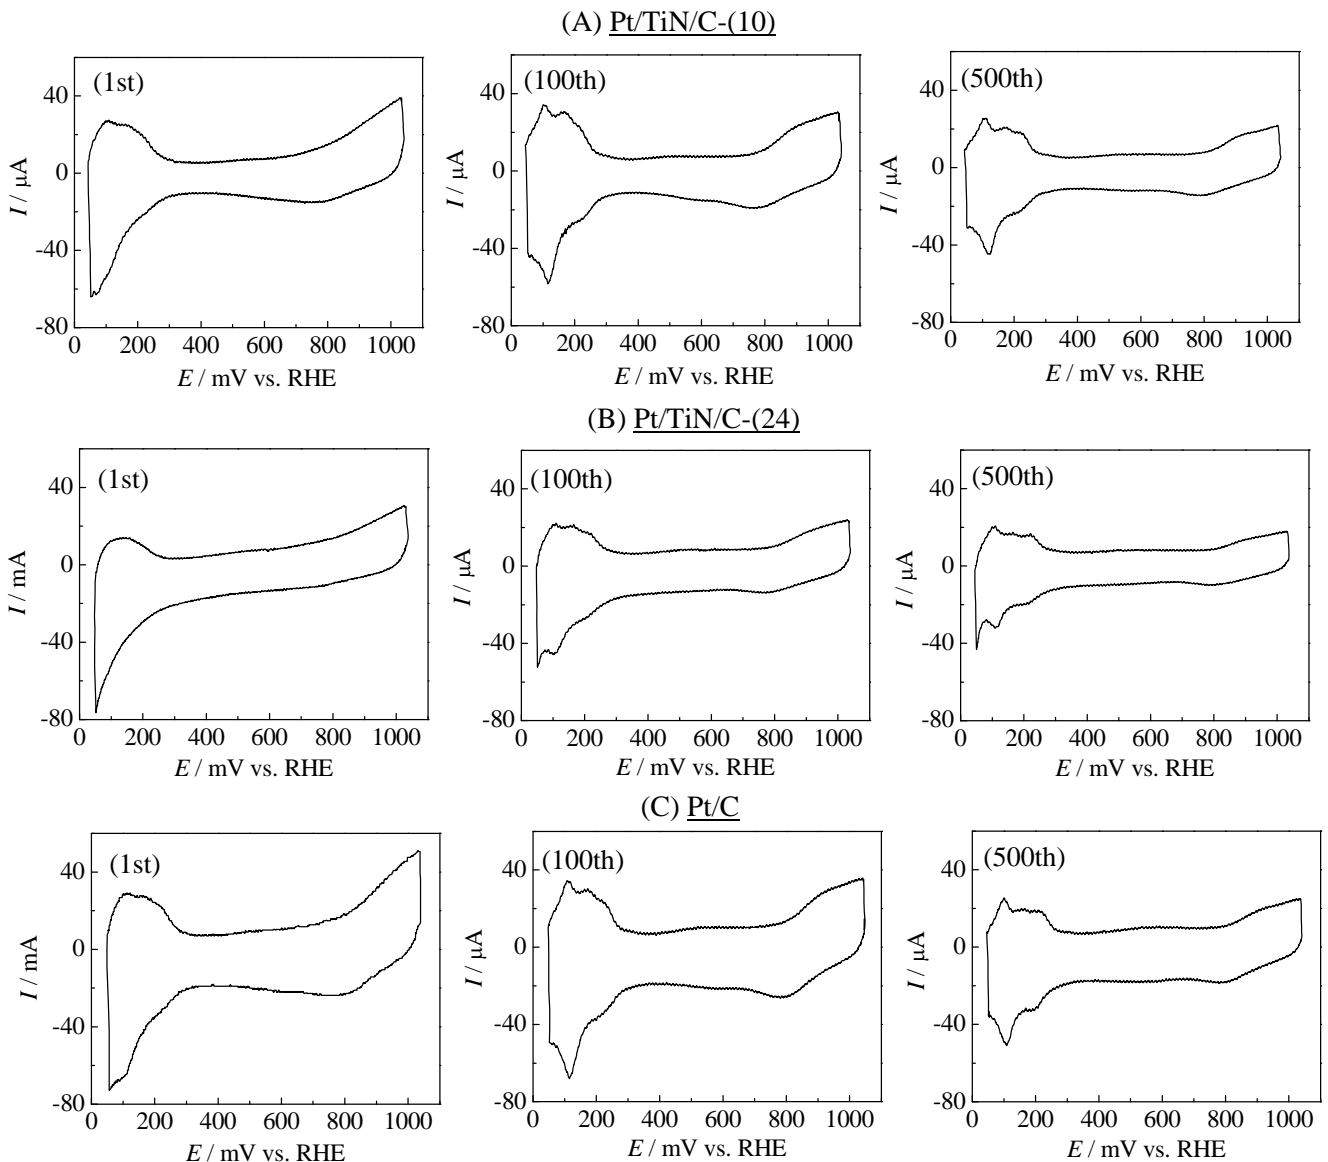 (A) Pt/TiN/C-(10)
(1st)
40
0
-40
-80
I / μA
0 200 400 600 800 1000
E / mV vs. RHE
(100th)
40
0
-40
-80
I / μA
0 200 400 600 800 1000
E / mV vs. RHE
(500th)
40
0
-40
-80
I / μA
0 200 400 600 800 1000
E / mV vs. RHE
(B) Pt/TiN/C-(24)
(1st)
40
0
-40
-80
I / mA
0 200 400 600 800 1000
E / mV vs. RHE
(100th)
40
0
-40
-80
I / μA
0 200 400 600 800 1000
E / mV vs. RHE
(500th)
40
0
-40
-80
I / μA
0 200 400 600 800 1000
E / mV vs. RHE
(C) Pt/C
(1st)
40
0
-40
-80
I / mA
0 200 400 600 800 1000
E / mV vs. RHE
(100th)
40
0
-40
-80
I / μA
0 200 400 600 800 1000
E / mV vs. RHE
(500th)
40
0
-40
-80
I / μA
0 200 400 600 800 1000
E / mV vs. RHE